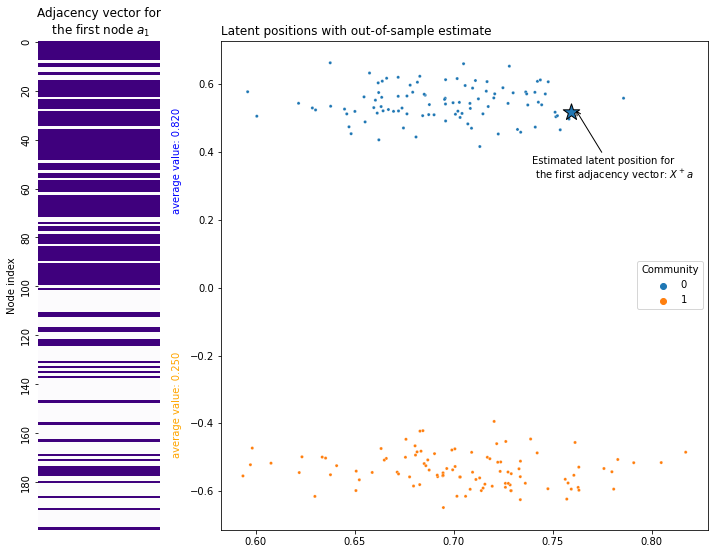 Adjacency vector for
the first node a₁
Node index
0
20
40
60
80
100
120
140
160
180
average value: 0.820
average value: 0.250
Latent positions with out-of-sample estimate
0.6
0.4
0.2
0.0
−0.2
−0.4
−0.6
0.60
0.65
0.70
0.75
0.80
Estimated latent position for
the first adjacency vector: X⁺a
Community
0
1